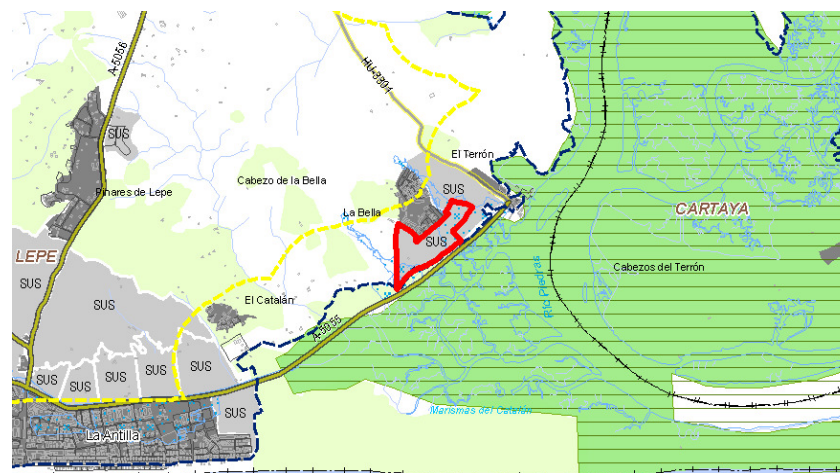 A-5056
HU-3301
SUS
Pinares de Lepe
Cabezo de la Bella
El Terrón
SUS
La Bella
SUS
CARTAYA
LEPE
Cabezos del Terrón
Río Piedras
SUS
SUS
El Catalán
A-5055
SUS
SUS
SUS
SUS
SUS
SUS
Marismas del Catalán
La Antilla